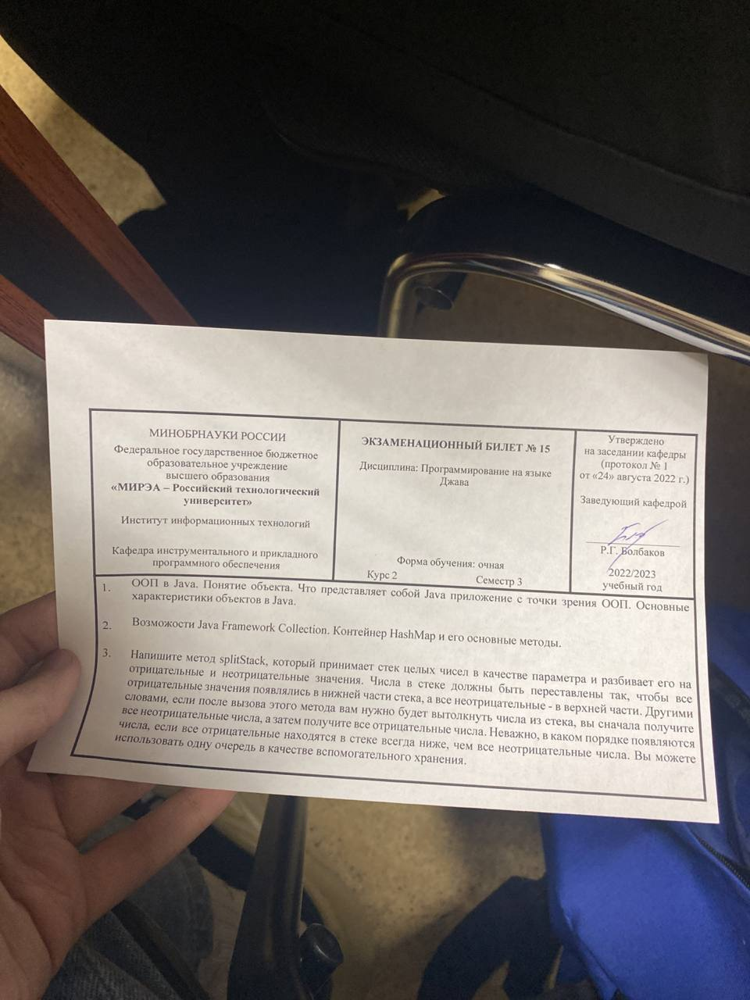 МИНОБРНАУКИ РОССИИ
Федеральное государственное бюджетное
образовательное учреждение
высшего образования
«МИРЭА – Российский технологический
университет»
Институт информационных технологий
Кафедра инструментального и прикладного
программного обеспечения
ЭКЗАМЕНАЦИОННЫЙ БИЛЕТ № 15
Дисциплина: Программирование на языке
Джава
Форма обучения: очная
Курс 2 Семестр 3
Утверждено
на заседании кафедры
(протокол № 1
от «24» августа 2022 г.)
Заведующий кафедрой
Р.Г. Болбаков
2022/2023
учебный год
1. ООП в Java. Понятие объекта. Что представляет собой Java приложение с точки зрения ООП. Основные
характеристики объектов в Java.
2. Возможости Java Framework Collection. Контейнер HashMap и его основные методы.
3. Напишите метод splitStack, который принимает стек целых чисел в качестве параметра и разбивает его на
отрицательные и неотрицательные значения. Числа в стеке должны быть переставлены так, чтобы все
отрицательные значения появлялись в нижней части стека, а все неотрицательные - в верхней части. Другими
словами, если после вызова этого метода вам нужно будет вытолкнуть числа из стека, вы сначала получите
все неотрицательные числа, а затем получите все отрицательные числа. Неважно, в каком порядке появляются
числа, если все отрицательные находятся в стеке всегда ниже, чем все неотрицательные числа. Вы можете
использовать одну очередь в качестве вспомогательного хранения.